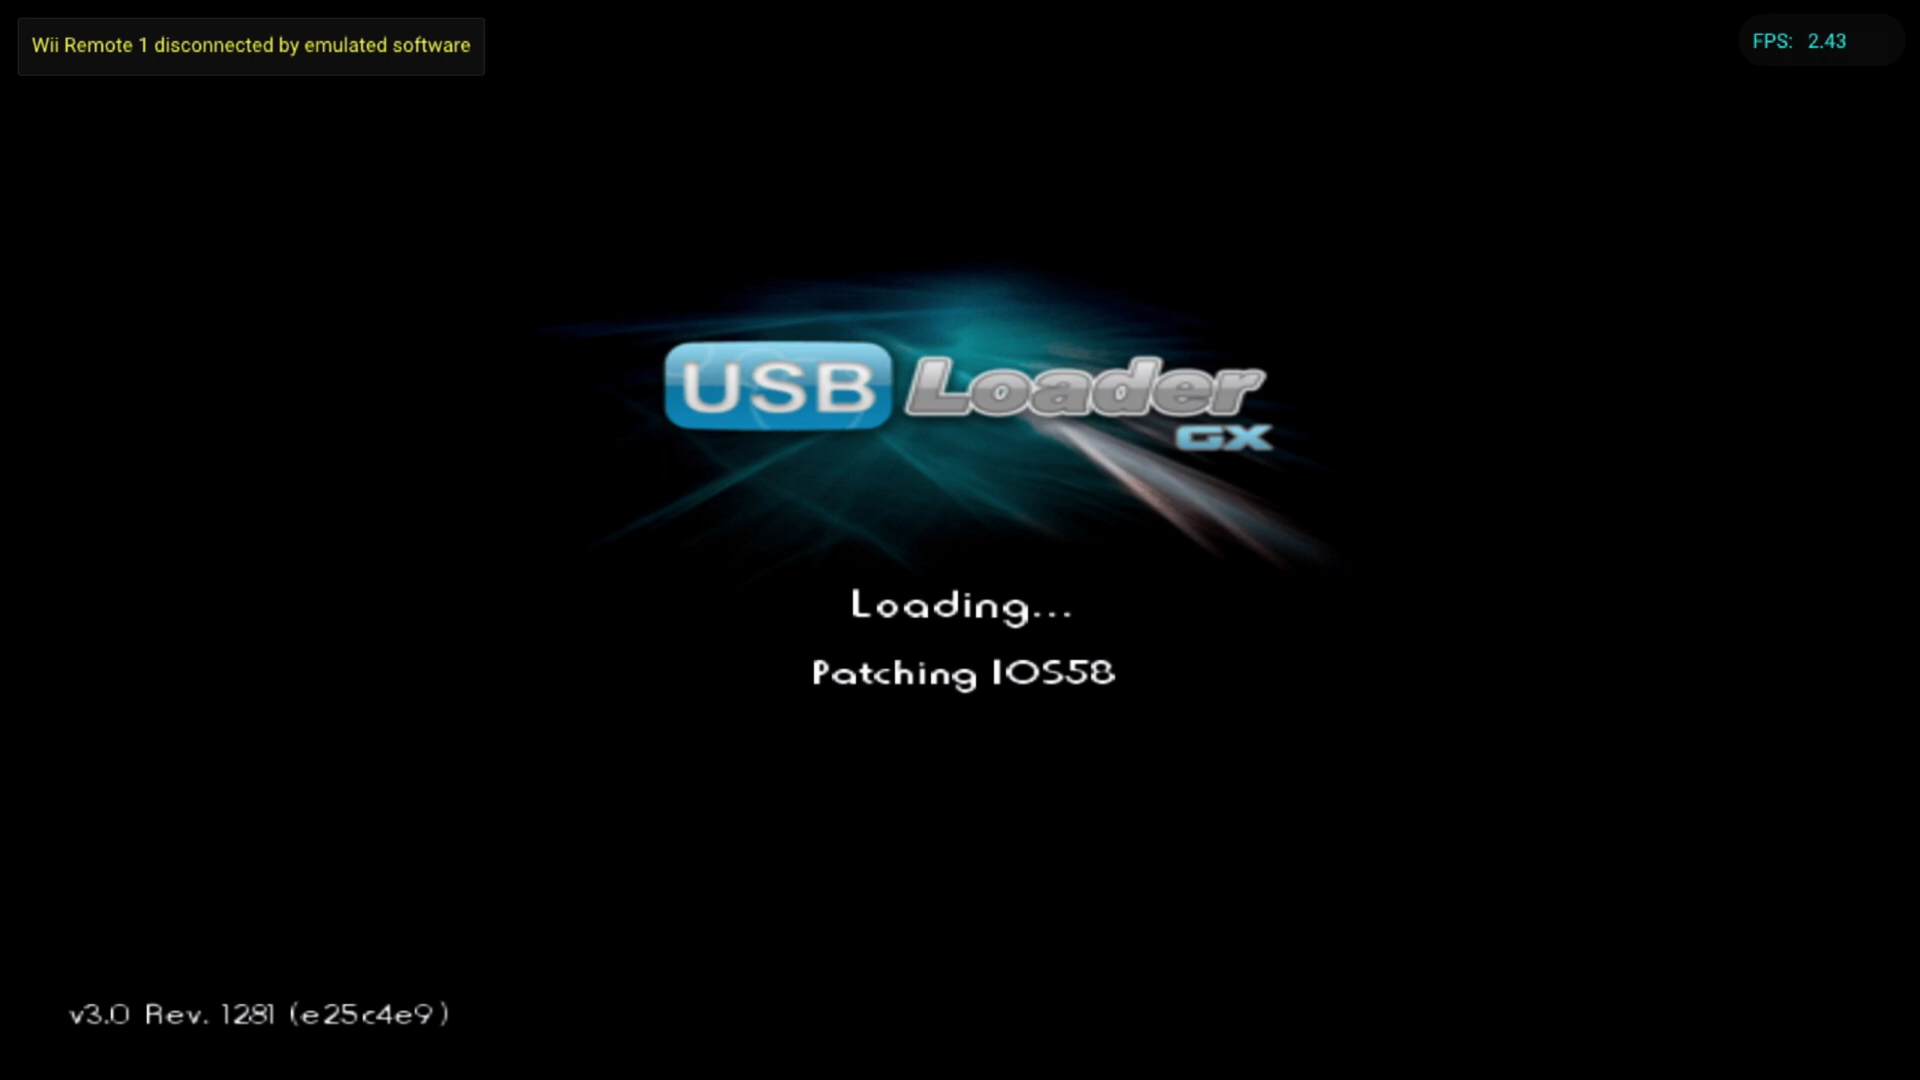 Wii Remote 1 disconnected by emulated software
FPS: 2.43
USB Loader
GX
Loading...
Patching IOS58
v3.0 Rev. 1281 (e25c4e9)